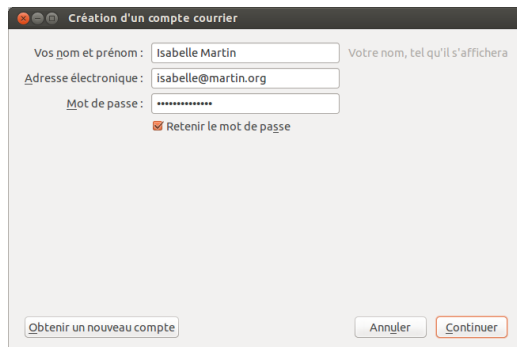 Création d'un compte courrier
Vos nom et prénom : Isabelle Martin Votre nom, tel qu'il s'affichera
Adresse électronique : isabelle@martin.org
Mot de passe : ••••••••••••••
Retenir le mot de passe
Obtenir un nouveau compte Annuler Continuer